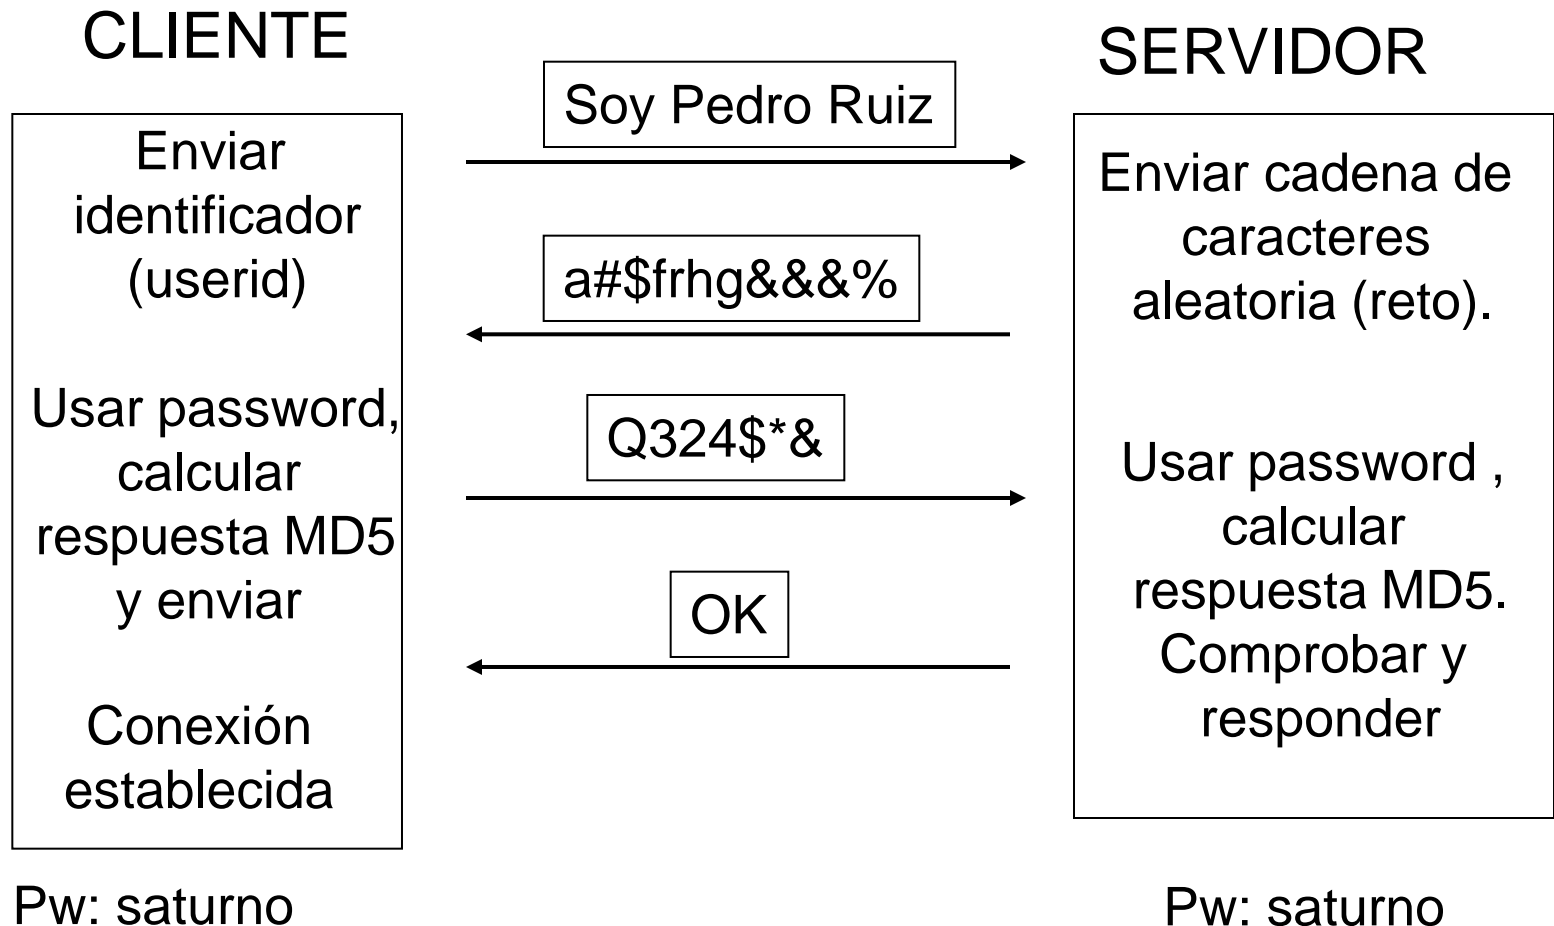 CLIENTE
SERVIDOR
Enviar
identificador
(userid)
Usar password,
calcular
respuesta MD5
y enviar
Conexión
establecida
Soy Pedro Ruiz
a#$frhg&&&%
Q324$*&
OK
Enviar cadena de
caracteres
aleatoria (reto).
Usar password ,
calcular
respuesta MD5.
Comprobar y
responder
Pw: saturno
Pw: saturno